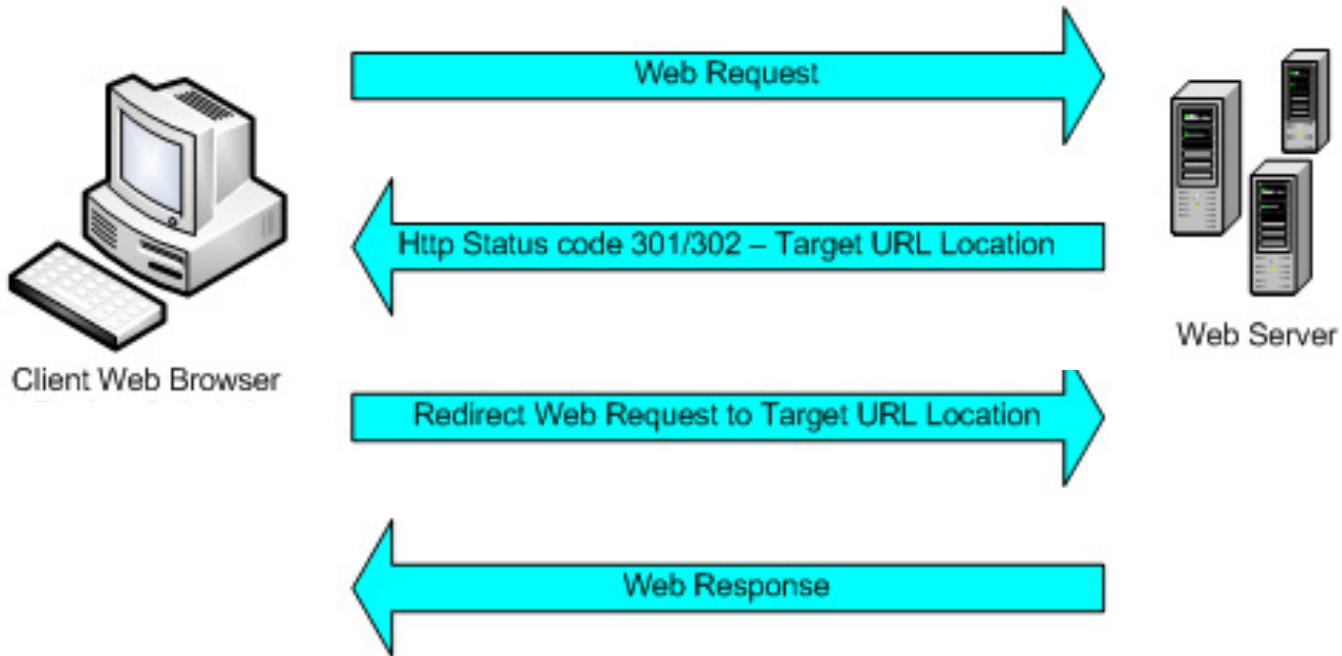 Web Request
Http Status code 301/302 – Target URL Location
Web Server
Client Web Browser
Redirect Web Request to Target URL Location
Web Response